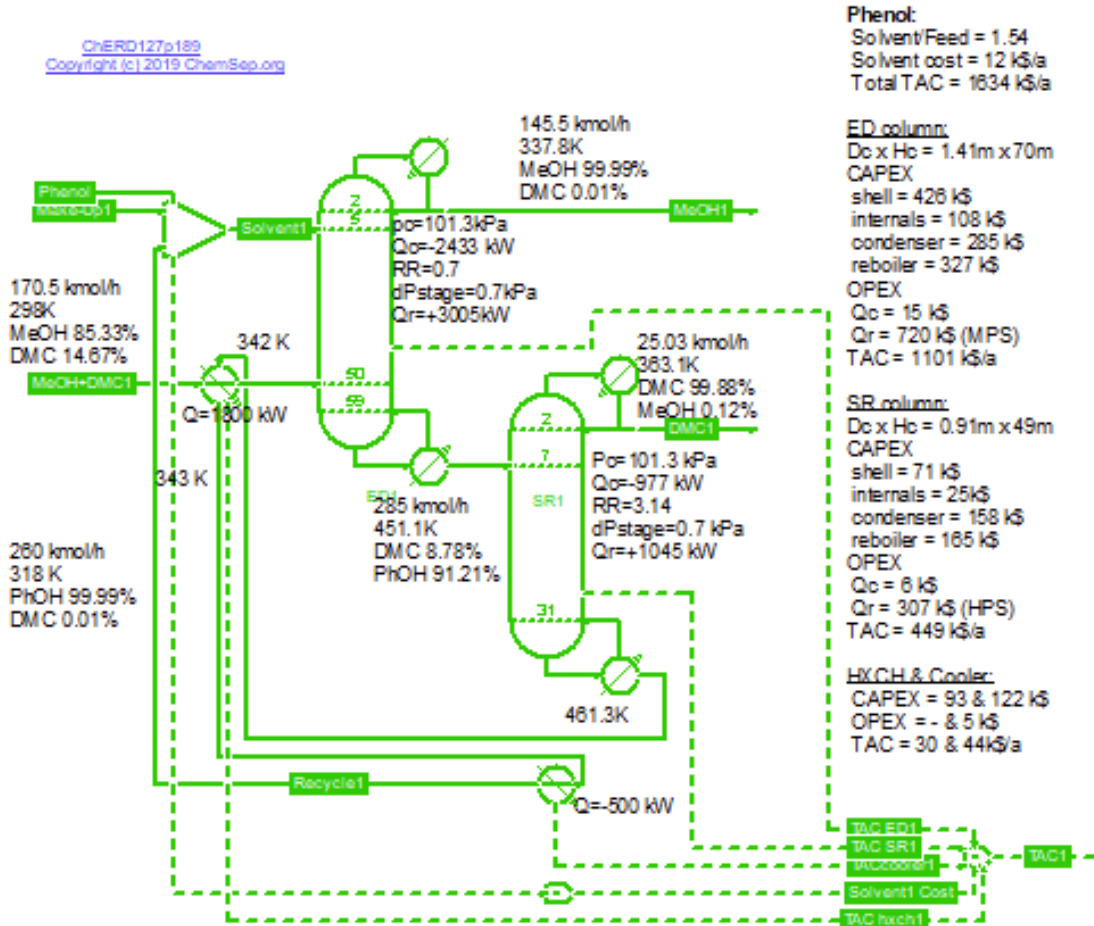 ChERD127p189
Copyright (c) 2019 ChemSep.org
Phenol:
Solvent/Feed = 1.54
Solvent cost = 12 k$/a
Total TAC = 1634 k$/a
ED column:
Dc x Hc = 1.41m x 70m
CAPEX
shell = 426 k$
internals = 108 k$
condenser = 285 k$
reboiler = 327 k$
OPEX
Qc = 15 k$
Qr = 720 k$ (MPS)
TAC = 1101 k$/a
SR column:
Dc x Hc = 0.91m x 49m
CAPEX
shell = 71 k$
internals = 25k$
condenser = 158 k$
reboiler = 165 k$
OPEX
Qc = 6 k$
Qr = 307 k$ (HPS)
TAC = 449 k$/a
HXCH & Cooler:
CAPEX = 93 & 122 k$
OPEX = - & 5 k$
TAC = 30 & 44k$/a
145.5 kmol/h
337.8K
MeOH 99.99%
DMC 0.01%
Phenol
Make-Up1
Solvent1
2
5
MeOH1
pc=101.3kPa
Qc=-2433 kW
RR=0.7
dPstage=0.7kPa
Qr=+3005kW
170.5 kmol/h
298K
MeOH 85.33%
DMC 14.67%
MeOH+DMC1
342 K
Q=1300 kW
343 K
50
59
ED1
25.03 kmol/h
363.1K
DMC 99.88%
MeOH 0.12%
DMC1
2
7
SR1
31
Pc=101.3 kPa
Qc=-977 kW
RR=3.14
dPstage=0.7 kPa
Qr=+1045 kW
285 kmol/h
451.1K
DMC 8.78%
PhOH 91.21%
260 kmol/h
318 K
PhOH 99.99%
DMC 0.01%
461.3K
Recycle1
Q=-500 kW
TAC ED1
TAC SR1
TACcooler1
Solvent1 Cost
TAC hxch1
TAC1